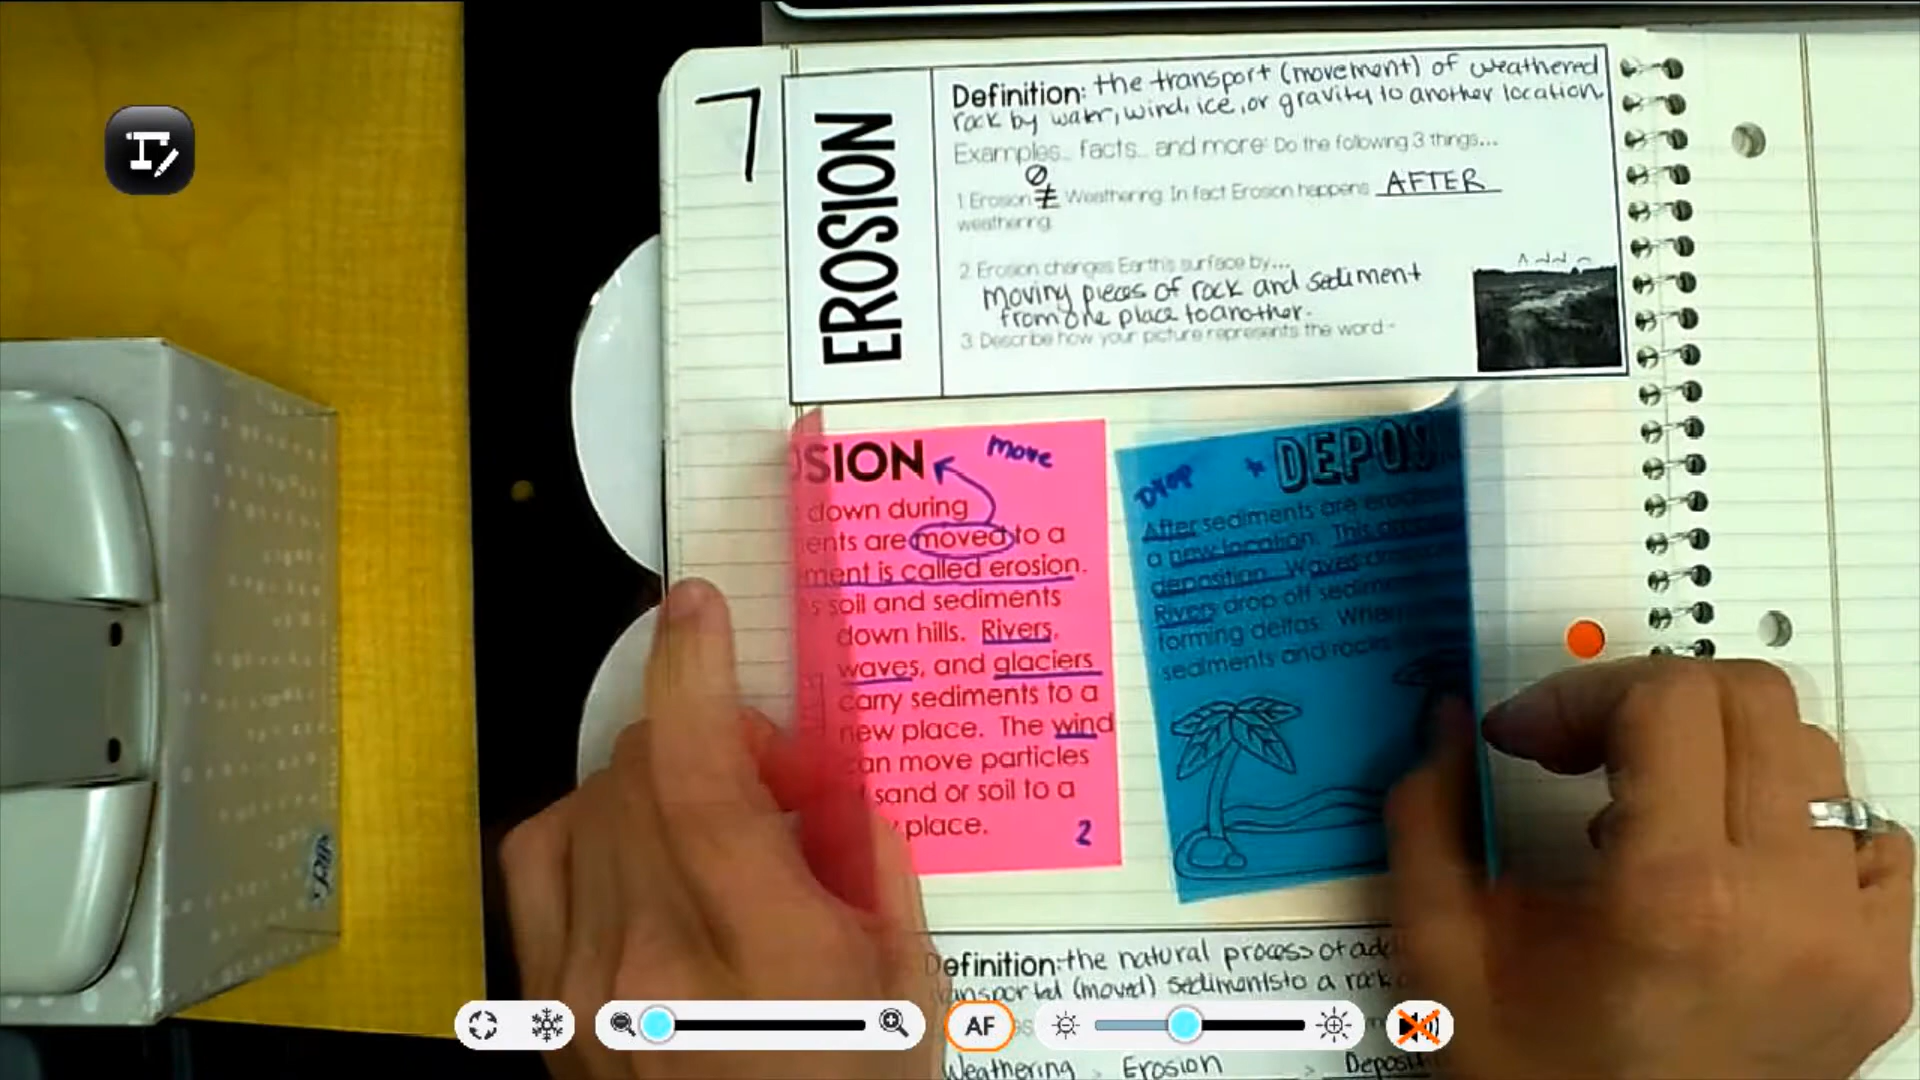 7
EROSION
Definition: the transport (movement) of weathered
rock by water, wind, ice, or gravity to another location.
Examples... facts... and more: Do the following 3 things...
1. Erosion ≠ Weathering. In fact Erosion happens AFTER
weathering.
2. Erosion changes Earth's surface by...
moving pieces of rock and sediment
from one place to another.
3. Describe how your picture represents the word -
OSION move
down during
ents are moved to a
ment is called erosion.
s soil and sediments
down hills. Rivers,
waves, and glaciers
carry sediments to a
new place. The wind
can move particles
sand or soil to a
place.
2
Drop * DEPOS
After sediments are
a new location. This
deposition. Waves
Rivers drop off
forming deltas. When
sediments and rocks
Definition: the natural process of
transported (moved) sediments to a rock
Weathering > Erosion > Depositi
AF